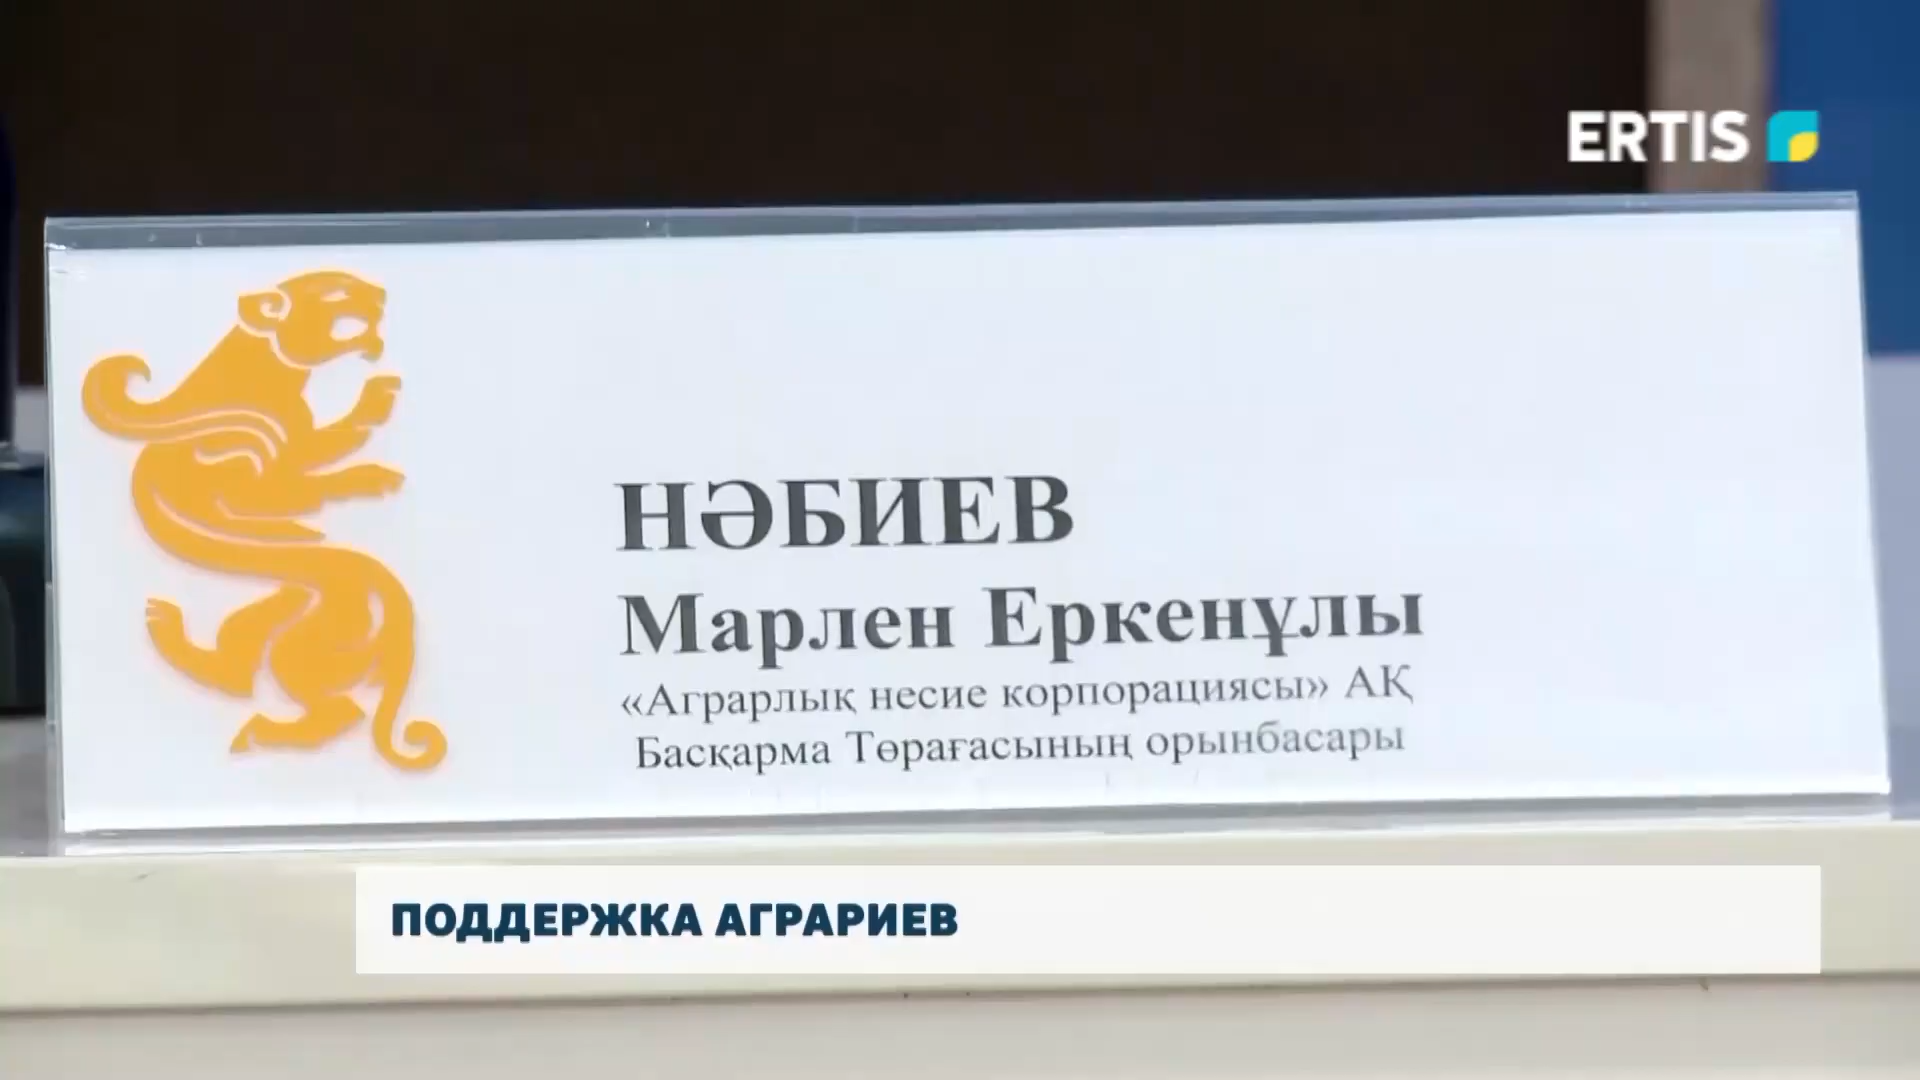 ERTIS
НӘБИЕВ
Марлен Еркенұлы
«Аграрлық несие корпорациясы» АҚ
Басқарма Төрағасының орынбасары
ПОДДЕРЖКА АГРАРИЕВ